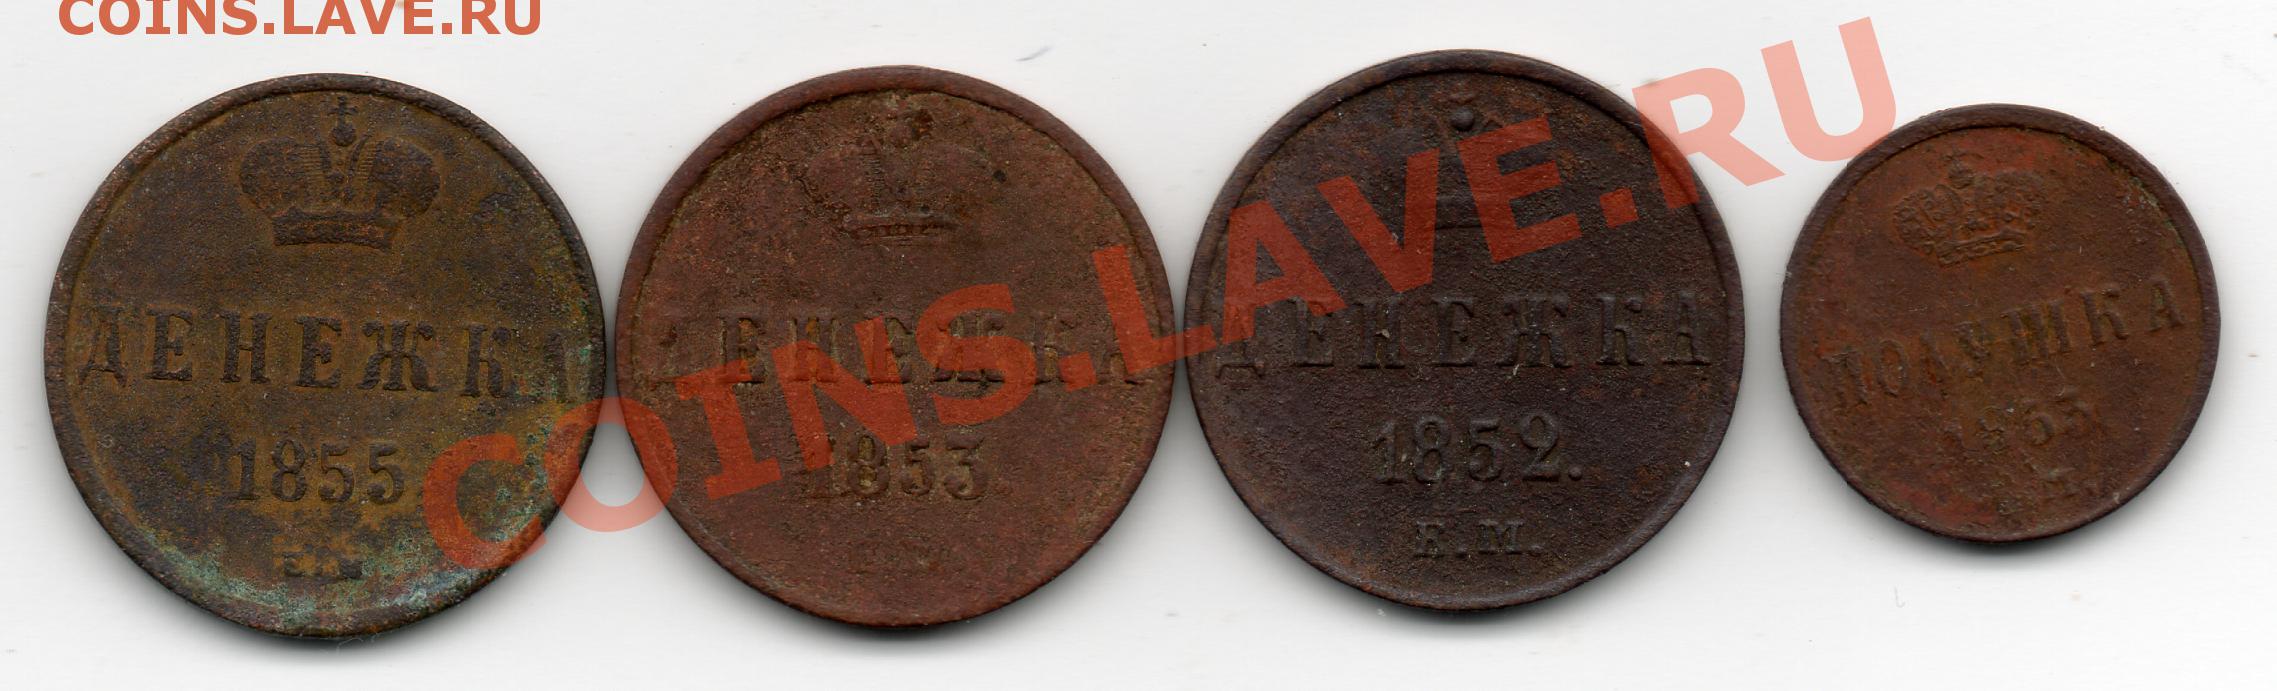 COINS.LAVE.RU
COINS.LAVE.RU
ДЕНЕЖКА
1855
ДЕНЕЖКА
1853
ДЕНЕЖКА
1852.
Е.М.
ПОЛУШКА